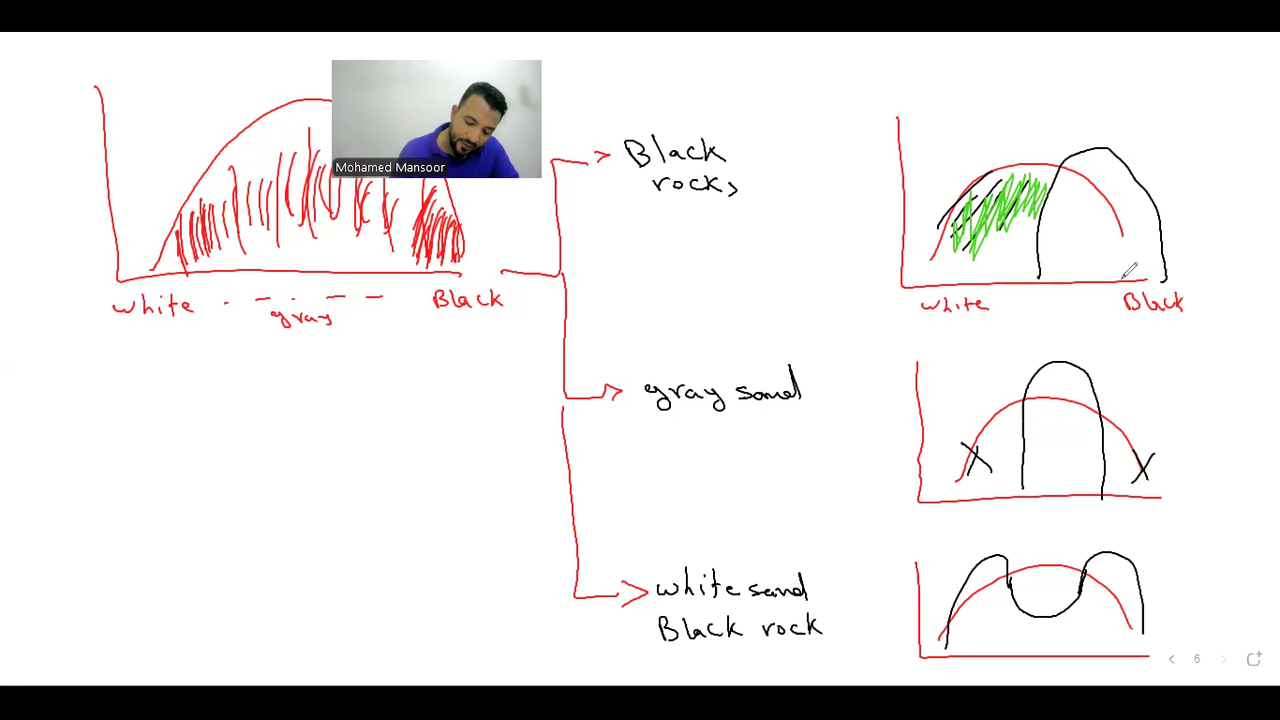 Mohamed Mansoor
white
gray
Black
Black
rocks
white
Black
gray sand
white sand
Black rock
6